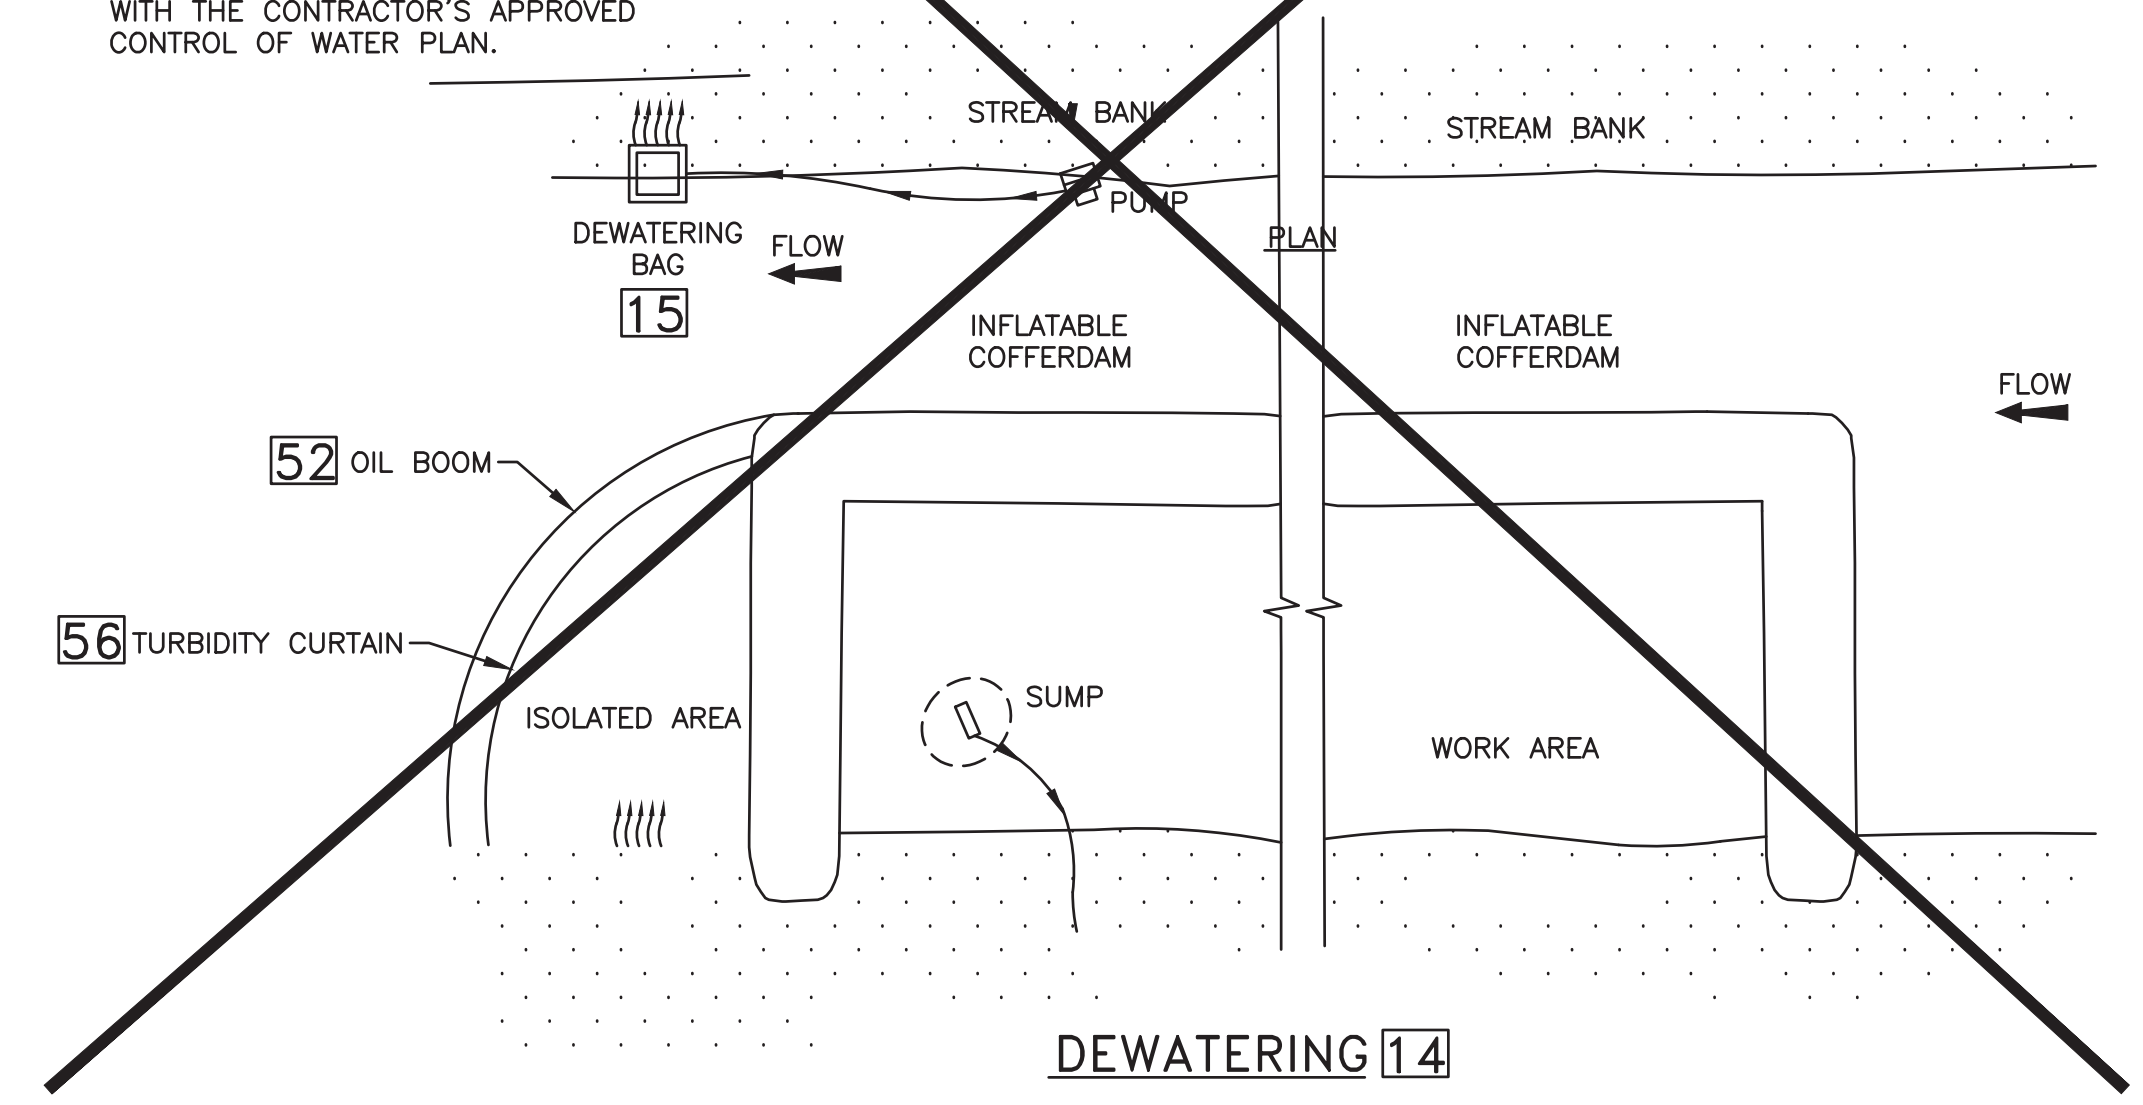 WITH THE CONTRACTOR'S APPROVED
CONTROL OF WATER PLAN.
STREAM BANK
STREAM BANK
PUMP
PLAN
DEWATERING
BAG
15
FLOW
INFLATABLE
COFFERDAM
INFLATABLE
COFFERDAM
FLOW
52 OIL BOOM
56 TURBIDITY CURTAIN
ISOLATED AREA
SUMP
WORK AREA
DEWATERING 14